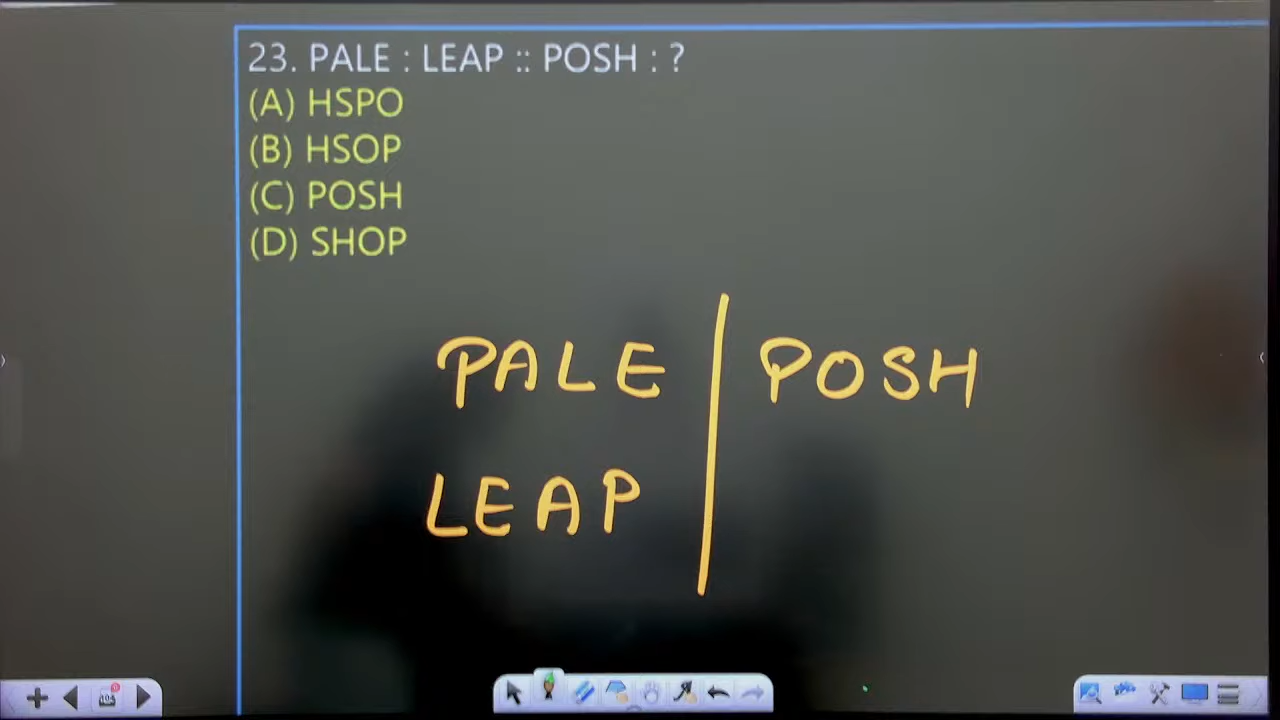 23. PALE : LEAP :: POSH : ?
(A) HSPO
(B) HSOP
(C) POSH
(D) SHOP
PALE | POSH
LEAP